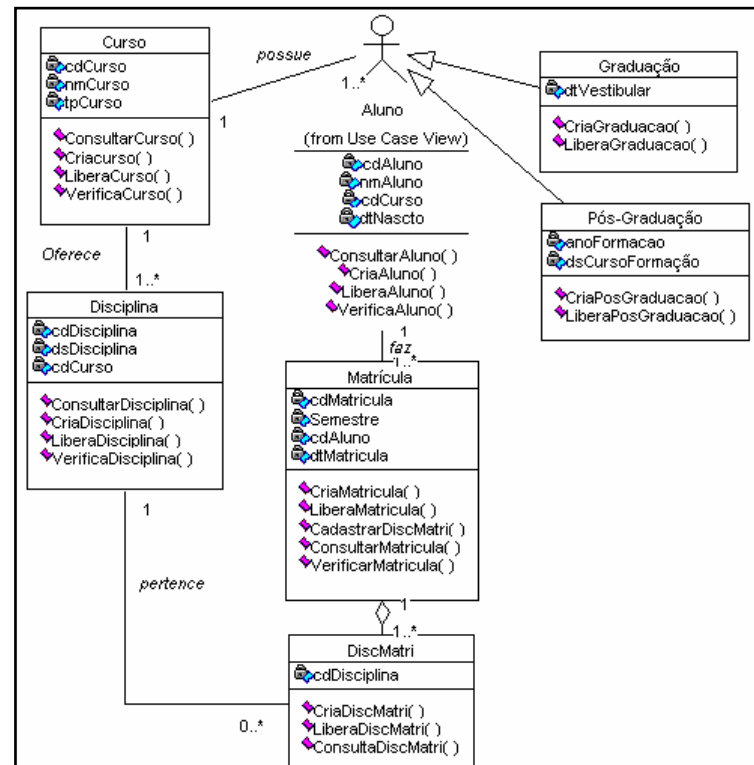 Curso
cdCurso
nmCurso
tpCurso
ConsultarCurso( )
Criacurso( )
LiberaCurso( )
VerificaCurso( )
possue
1
1..*
Aluno
(from Use Case View)
cdAluno
nmAluno
cdCurso
dtNascto
ConsultarAluno( )
CriaAluno( )
LiberaAluno( )
VerificaAluno( )
Graduação
dtVestibular
CriaGraduacao( )
LiberaGraduacao( )
Pós-Graduação
anoFormacao
dsCursoFormação
CriaPosGraduacao( )
LiberaPosGraduacao( )
1
Oferece
1..*
Disciplina
cdDisciplina
dsDisciplina
cdCurso
ConsultarDisciplina( )
CriaDisciplina( )
LiberaDisciplina( )
VerificaDisciplina( )
1
faz
1..*
Matrícula
cdMatricula
Semestre
cdAluno
dtMatricula
CriaMatricula( )
LiberaMatricula( )
CadastrarDiscMatri( )
ConsultarMatricula( )
VerificarMatricula( )
1
pertence
0..*
1
1..*
DiscMatri
cdDisciplina
CriaDiscMatri( )
LiberaDiscMatri( )
ConsultaDiscMatri( )